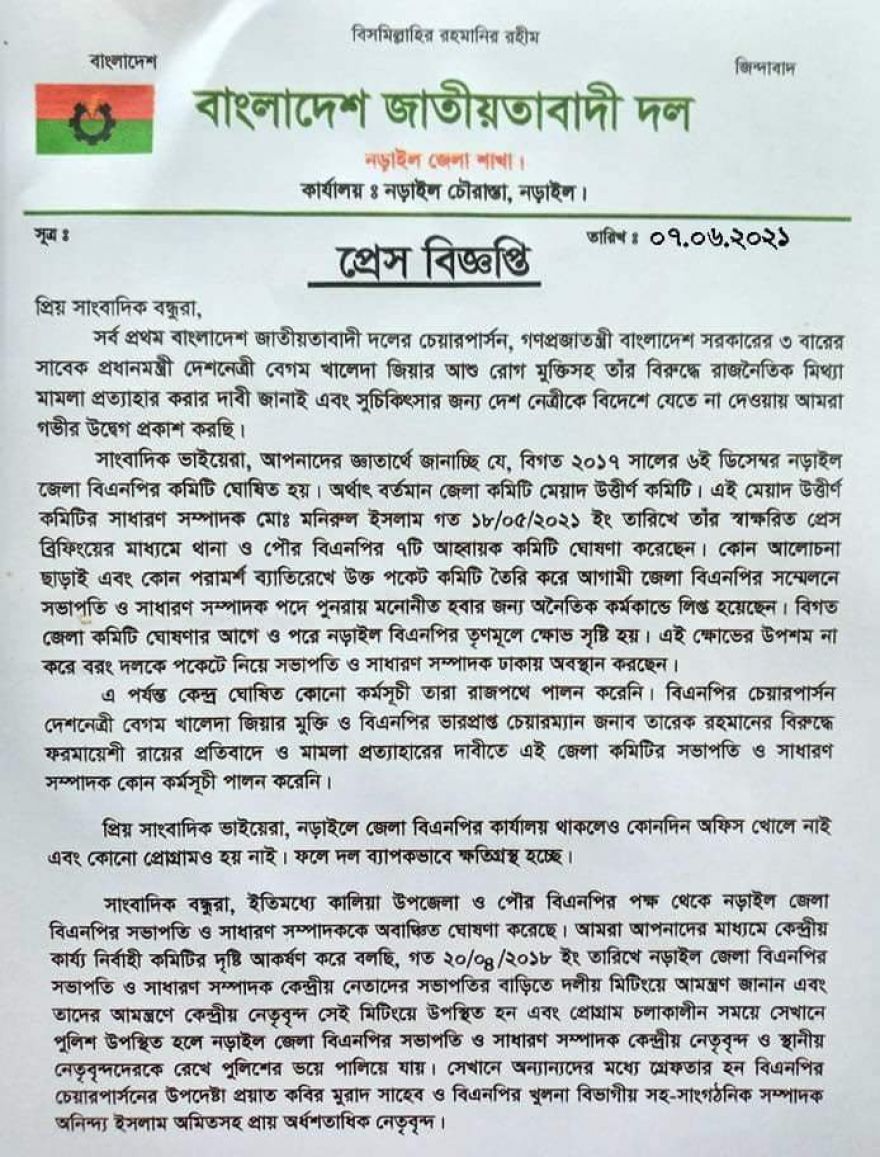 বিসমিল্লাহির রহমানির রহীম
বাংলাদেশ
জিন্দাবাদ
বাংলাদেশ জাতীয়তাবাদী দল
নড়াইল জেলা শাখা।
কার্যালয় ঃ নড়াইল চৌরাস্তা, নড়াইল।
সূত্র ঃ
তারিখ ঃ ০৭.০৬.২০২১
প্রেস বিজ্ঞপ্তি
প্রিয় সাংবাদিক বন্ধুরা,
সর্ব প্রথম বাংলাদেশ জাতীয়তাবাদী দলের চেয়ারপার্সন, গণপ্রজাতন্ত্রী বাংলাদেশ সরকারের ৩ বারের
সাবেক প্রধানমন্ত্রী দেশনেত্রী বেগম খালেদা জিয়ার আশু রোগ মুক্তিসহ তাঁর বিরুদ্ধে রাজনৈতিক মিথ্যা
মামলা প্রত্যাহার করার দাবী জানাই এবং সুচিকিৎসার জন্য দেশ নেত্রীকে বিদেশে যেতে না দেওয়ায় আমরা
গভীর উদ্বেগ প্রকাশ করছি।
সাংবাদিক ভাইয়েরা, আপনাদের জ্ঞাতার্থে জানাচ্ছি যে, বিগত ২০১৭ সালের ৬ই ডিসেম্বর নড়াইল
জেলা বিএনপির কমিটি ঘোষিত হয়। অর্থাৎ বর্তমান জেলা কমিটি মেয়াদ উত্তীর্ণ কমিটি। এই মেয়াদ উত্তীর্ণ
কমিটির সাধারণ সম্পাদক মোঃ মনিরুল ইসলাম গত ১৮/০৫/২০২১ ইং তারিখে তাঁর স্বাক্ষরিত প্রেস
ব্রিফিংয়ের মাধ্যমে থানা ও পৌর বিএনপির ৭টি আহবায়ক কমিটি ঘোষণা করেছেন। কোন আলোচনা
ছাড়াই এবং কোন পরামর্শ ব্যাতিরেখে উক্ত পকেট কমিটি তৈরি করে আগামী জেলা বিএনপির সম্মেলনে
সভাপতি ও সাধারণ সম্পাদক পদে পুনরায় মনোনীত হবার জন্য অনৈতিক কর্মকান্ডে লিপ্ত হয়েছেন। বিগত
জেলা কমিটি ঘোষণার আগে ও পরে নড়াইল বিএনপির তৃণমূলে ক্ষোভ সৃষ্টি হয়। এই ক্ষোভের উপশম না
করে বরং দলকে পকেটে নিয়ে সভাপতি ও সাধারণ সম্পাদক ঢাকায় অবস্থান করছেন।
এ পর্যন্ত কেন্দ্র ঘোষিত কোনো কর্মসূচী তারা রাজপথে পালন করেনি। বিএনপির চেয়ারপার্সন
দেশনেত্রী বেগম খালেদা জিয়ার মুক্তি ও বিএনপির ভারপ্রাপ্ত চেয়ারম্যান জনাব তারেক রহমানের বিরুদ্ধে
ফরমায়েশী রায়ের প্রতিবাদে ও মামলা প্রত্যাহারের দাবীতে এই জেলা কমিটির সভাপতি ও সাধারণ
সম্পাদক কোন কর্মসূচী পালন করেনি।
প্রিয় সাংবাদিক ভাইয়েরা, নড়াইলে জেলা বিএনপির কার্যালয় থাকলেও কোনদিন অফিস খোলে নাই
এবং কোনো প্রোগ্রামও হয় নাই। ফলে দল ব্যাপকভাবে ক্ষতিগ্রস্থ হচ্ছে।
সাংবাদিক বন্ধুরা, ইতিমধ্যে কালিয়া উপজেলা ও পৌর বিএনপির পক্ষ থেকে নড়াইল জেলা
বিএনপির সভাপতি ও সাধারণ সম্পাদককে অবাঞ্চিত ঘোষণা করেছে। আমরা আপনাদের মাধ্যমে কেন্দ্রীয়
কার্য্য নির্বাহী কমিটির দৃষ্টি আকর্ষণ করে বলছি, গত ২০/০৪/২০১৮ ইং তারিখে নড়াইল জেলা বিএনপির
সভাপতি ও সাধারণ সম্পাদক কেন্দ্রীয় নেতাদের সভাপতির বাড়িতে দলীয় মিটিংয়ে আমন্ত্রণ জানান এবং
তাদের আমন্ত্রণে কেন্দ্রীয় নেতৃবৃন্দ সেই মিটিংয়ে উপস্থিত হন এবং প্রোগ্রাম চলাকালীন সময়ে সেখানে
পুলিশ উপস্থিত হলে নড়াইল জেলা বিএনপির সভাপতি ও সাধারণ সম্পাদক কেন্দ্রীয় নেতৃবৃন্দ ও স্থানীয়
নেতৃবৃন্দদেরকে রেখে পুলিশের ভয়ে পালিয়ে যায়। সেখানে অন্যান্যদের মধ্যে গ্রেফতার হন বিএনপির
চেয়ারপার্সনের উপদেষ্টা প্রয়াত কবির মুরাদ সাহেব ও বিএনপির খুলনা বিভাগীয় সহ-সাংগঠনিক সম্পাদক
অনিন্দ্য ইসলাম অমিতসহ প্রায় অর্ধশতাধিক নেতৃবৃন্দ।